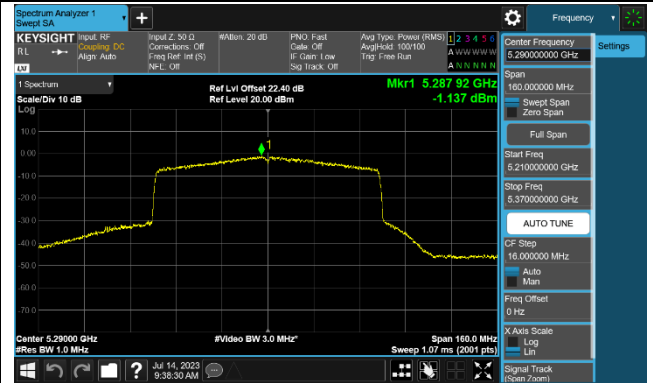 Spectrum Analyzer 1
Swept SA
Frequency
KEYSIGHT
RL
LXI
Input: RF
Coupling: DC
Align: Auto
Input Z: 50 Ω
Corrections: Off
Freq Ref: Int (S)
NFE: Off
#Atten: 20 dB
PNO: Fast
Gate: Off
IF Gain: Low
Sig Track: Off
Avg Type: Power (RMS)
Avg|Hold: 100/100
Trig: Free Run
1 2 3 4 5 6
A W W W W W
A N N N N N
1 Spectrum
Scale/Div 10 dB
Ref Lvl Offset 22.40 dB
Ref Level 20.00 dBm
Mkr1 5.287 92 GHz
-1.137 dBm
Log
1
10.0
0.00
-10.0
-20.0
-30.0
-40.0
-50.0
-60.0
-70.0
Center 5.29000 GHz
#Res BW 1.0 MHz
#Video BW 3.0 MHz*
Span 160.0 MHz
Sweep 1.07 ms (2001 pts)
Jul 14, 2023
9:38:30 AM
?
Center Frequency
5.290000000 GHz
Settings
Span
160.000000 MHz
Swept Span
Zero Span
Full Span
Start Freq
5.210000000 GHz
Stop Freq
5.370000000 GHz
AUTO TUNE
CF Step
16.000000 MHz
Auto
Man
Freq Offset
0 Hz
X Axis Scale
Log
Lin
Signal Track
(Span Zoom)